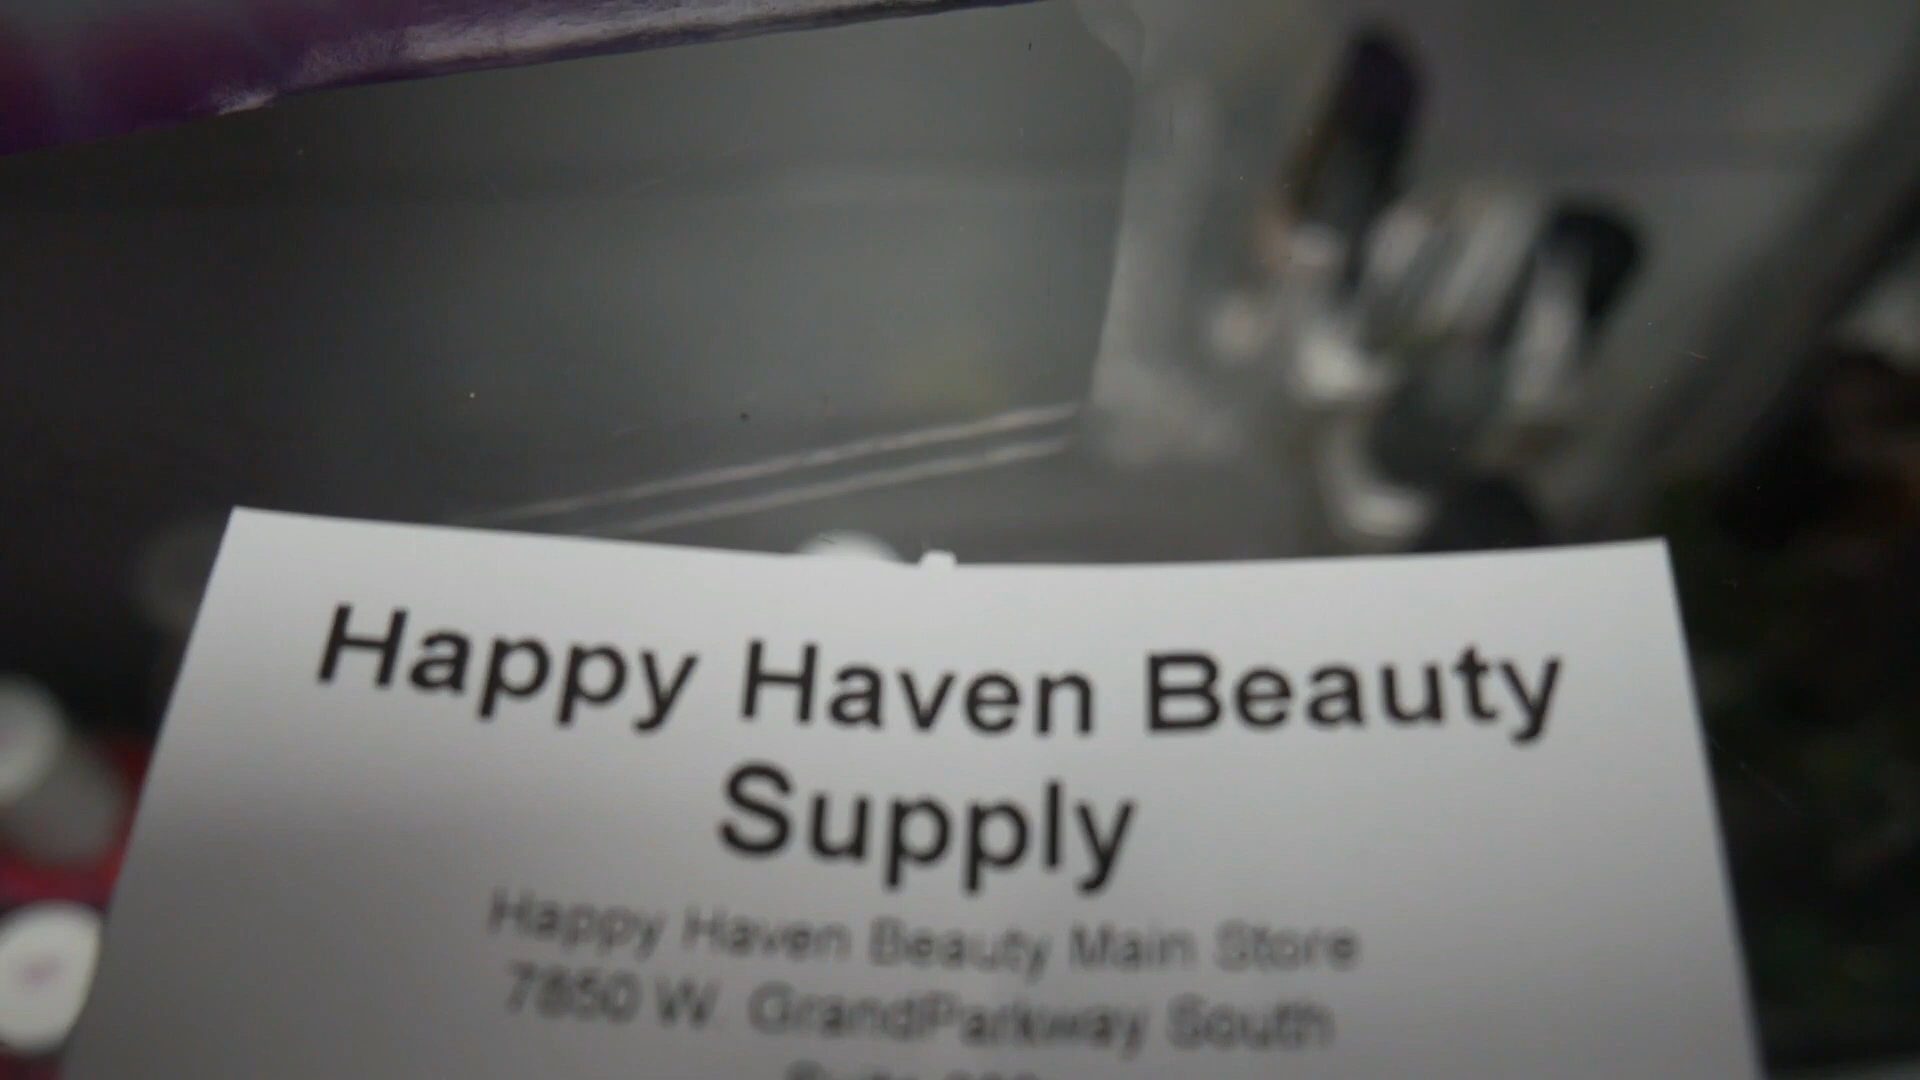 Happy Haven Beauty
Supply
Happy Haven Beauty Main Store
7850 W. GrandParkway South